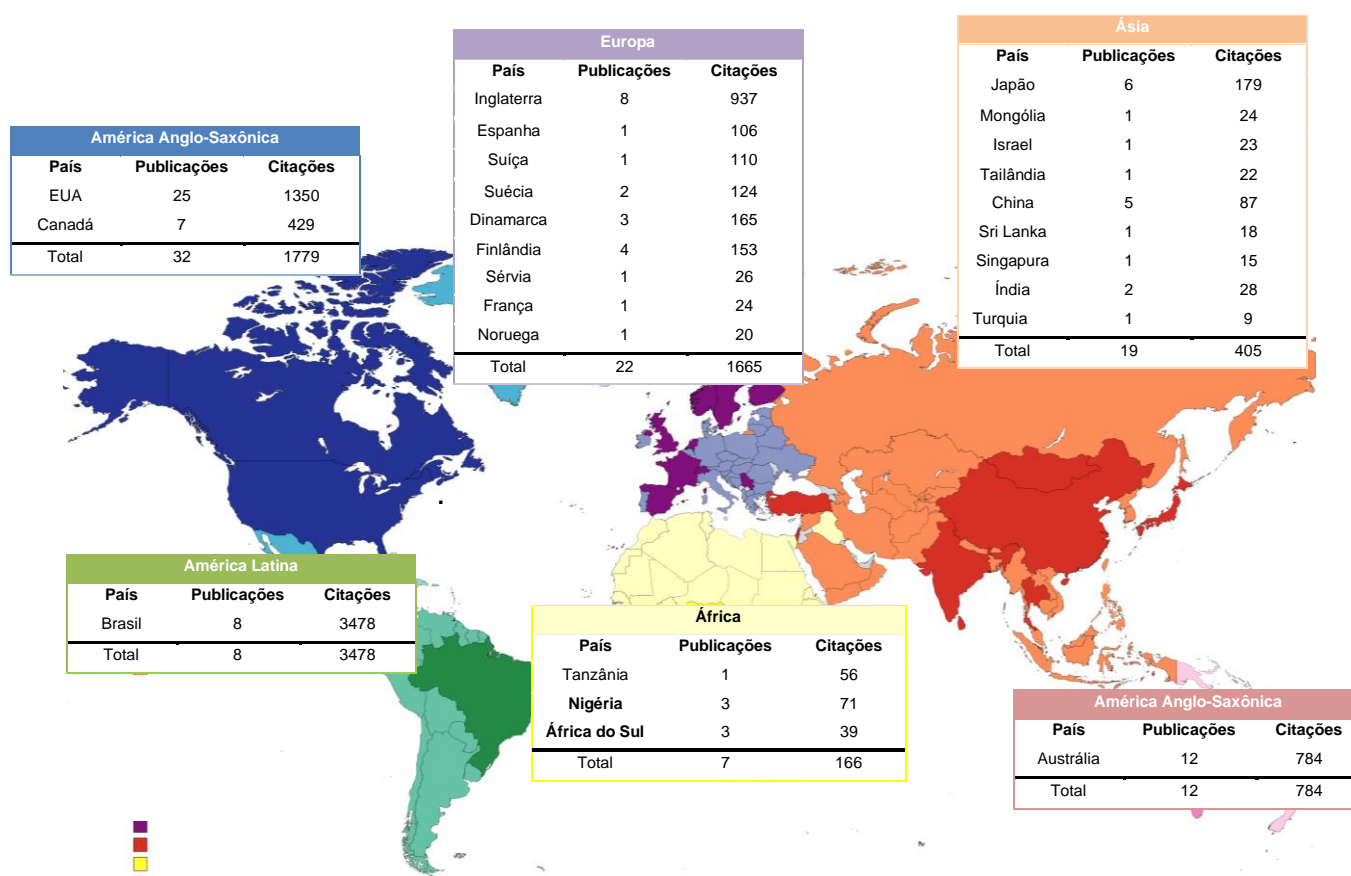 América Anglo-Saxônica
País Publicações Citações
EUA 25 1350
Canadá 7 429
Total 32 1779
Europa
País Publicações Citações
Inglaterra 8 937
Espanha 1 106
Suíça 1 110
Suécia 2 124
Dinamarca 3 165
Finlândia 4 153
Sérvia 1 26
França 1 24
Noruega 1 20
Total 22 1665
Ásia
País Publicações Citações
Japão 6 179
Mongólia 1 24
Israel 1 23
Tailândia 1 22
China 5 87
Sri Lanka 1 18
Singapura 1 15
Índia 2 28
Turquia 1 9
Total 19 405
América Latina
País Publicações Citações
Brasil 8 3478
Total 8 3478
África
País Publicações Citações
Tanzânia 1 56
Nigéria 3 71
África do Sul 3 39
Total 7 166
América Anglo-Saxônica
País Publicações Citações
Austrália 12 784
Total 12 784